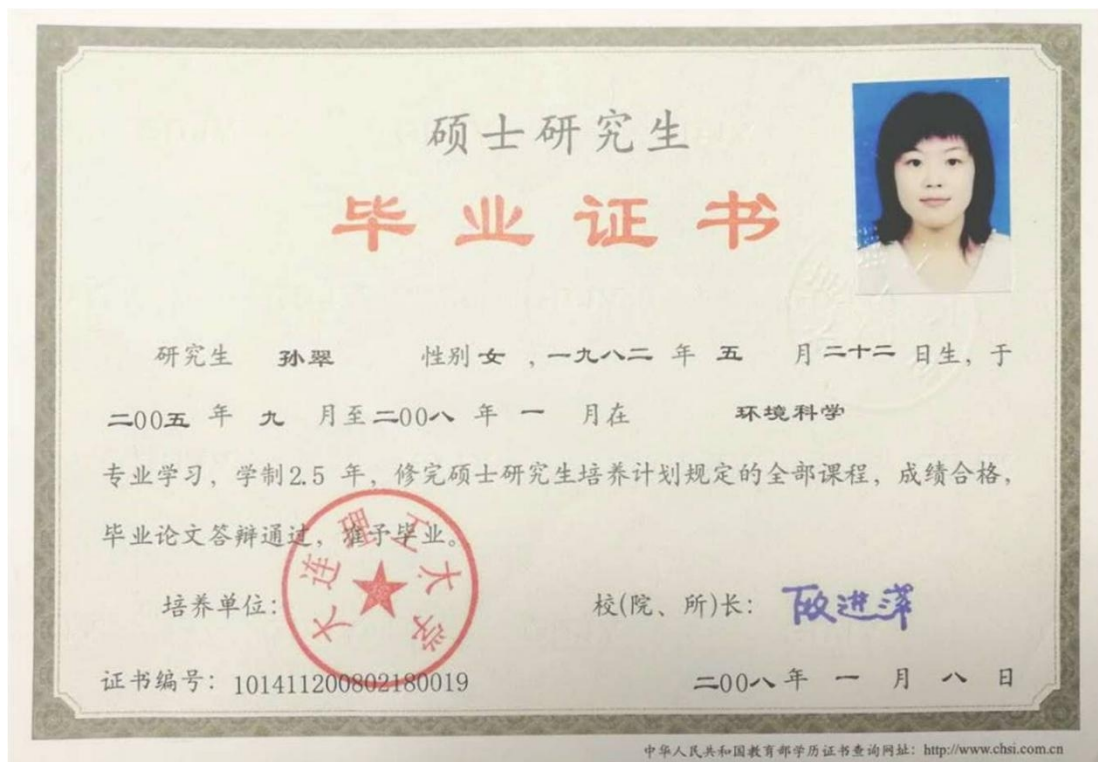 硕士研究生
毕业证书
研究生 孙翠 性别 女 ,一九八二 年 五 月 二十二 日生，于
二00五 年 九 月至 二00八 年 一 月在 环境科学
专业学习，学制2.5 年，修完硕士研究生培养计划规定的全部课程，成绩合格，
毕业论文答辩通过，准予毕业。
大连理工大学
培养单位：
校(院、所)长：
证书编号：101411200802180019
二00八 年 一 月 八 日
中华人民共和国教育部学历证书查询网址：http://www.chsi.com.cn